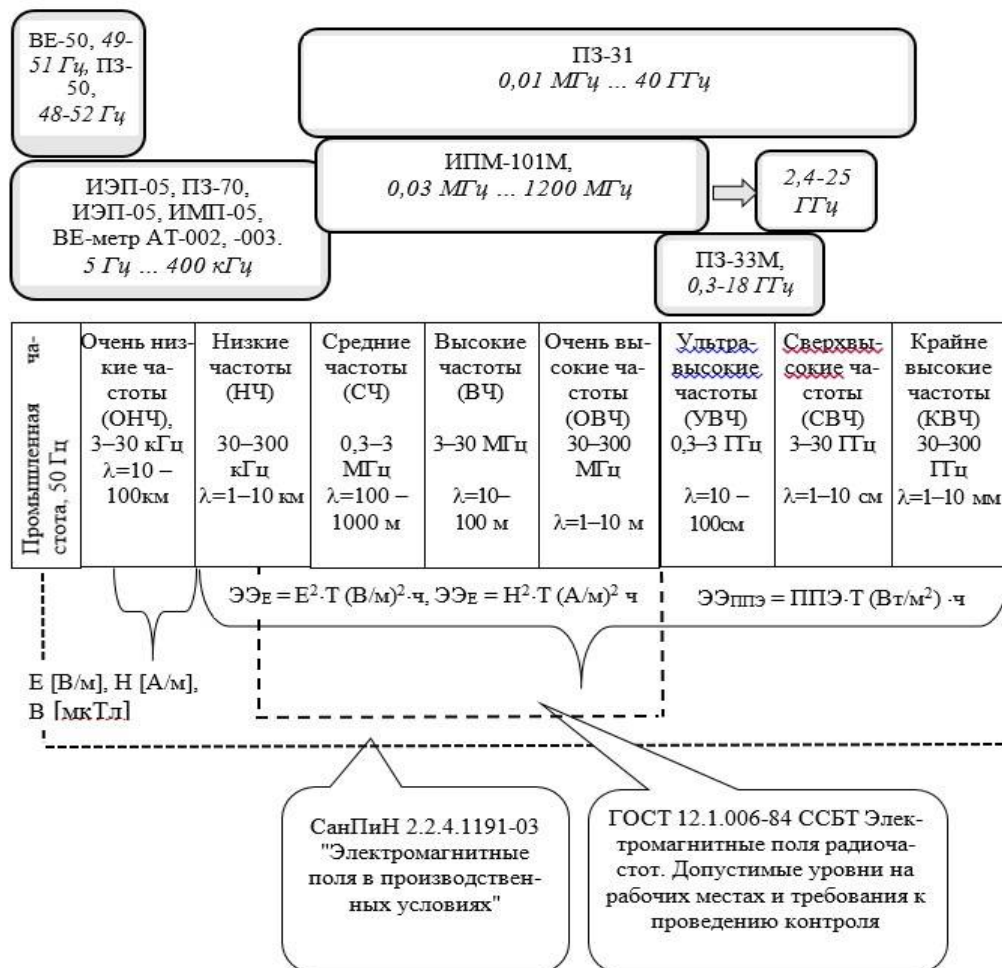 ВЕ-50, 49-
51 Гц, ПЗ-
50,
48-52 Гц
ПЗ-31
0,01 МГц ... 40 ГГц
ИПМ-101М,
0,03 МГц ... 1200 МГц
2,4-25
ГГц
ИЭП-05, ПЗ-70,
ИЭП-05, ИМП-05,
ВЕ-метр АТ-002, -003.
5 Гц ... 400 кГц
ПЗ-33М,
0,3-18 ГГц
Промышленная ча-
стота, 50 Гц
Очень низ-
кие ча-
стоты
(ОНЧ),
3–30 кГц
λ=10 –
100км
Низкие
частоты
(НЧ)
30–300
кГц
λ=1–10 км
Средние
частоты
(СЧ)
0,3–3
МГц
λ=100 –
1000 м
Высокие
частоты
(ВЧ)
3–30 МГц
λ=10–
100 м
Очень вы-
сокие ча-
стоты
(ОВЧ)
30–300
МГц
λ=1–10 м
Ультра-
высокие
частоты
(УВЧ)
0,3–3 ГГц
λ=10 –
100см
Сверхвы-
сокие ча-
стоты
(СВЧ)
3–30 ГГц
λ=1–10 см
Крайне
высокие
частоты
(КВЧ)
30–300
ГГц
λ=1–10 мм
ЭЭЕ = Е²·Т (В/м)²·ч, ЭЭЕ = Н²·Т (А/м)² ч
ЭЭППЭ = ППЭ·Т (Вт/м²) ·ч
Е [В/м], Н [А/м],
В [мкТл]
СанПиН 2.2.4.1191-03
"Электромагнитные
поля в производствен-
ных условиях"
ГОСТ 12.1.006-84 ССБТ Элек-
тромагнитные поля радиоча-
стот. Допустимые уровни на
рабочих местах и требования к
проведению контроля